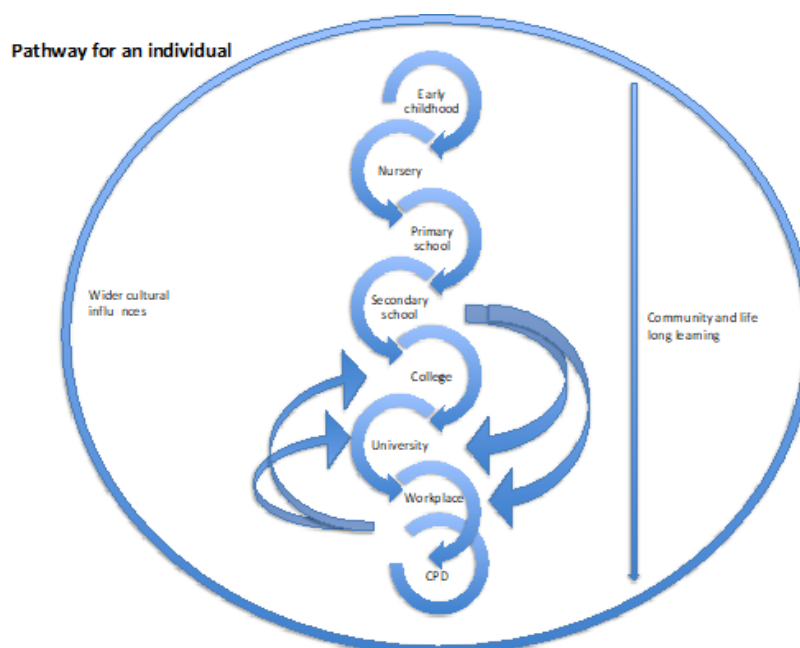 Pathway for an individual
Early
childhood
Nursery
Primary
school
Wider cultural
influ nces
Secondary
school
Community and life
long learning
College
University
Workplace
CPD